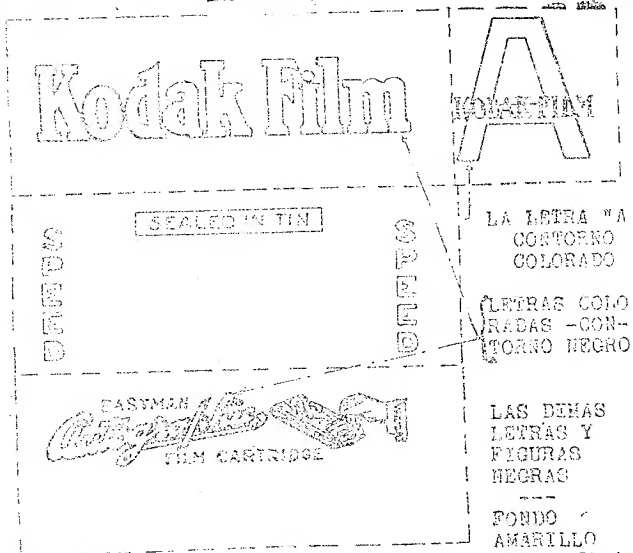 Kodak Film
A
KODAK FILM
SEALED IN TIN
SPEED
SPEED
EASTMAN
Autographic
FILM CARTRIDGE
LA LETRA "A
CONTORNO
COLORADO
LETRAS COLO
RADAS -CON-
TORNO NEGRO
LAS DEMAS
LETRAS Y
FIGURAS
NEGRAS
---
FONDO
AMARILLO